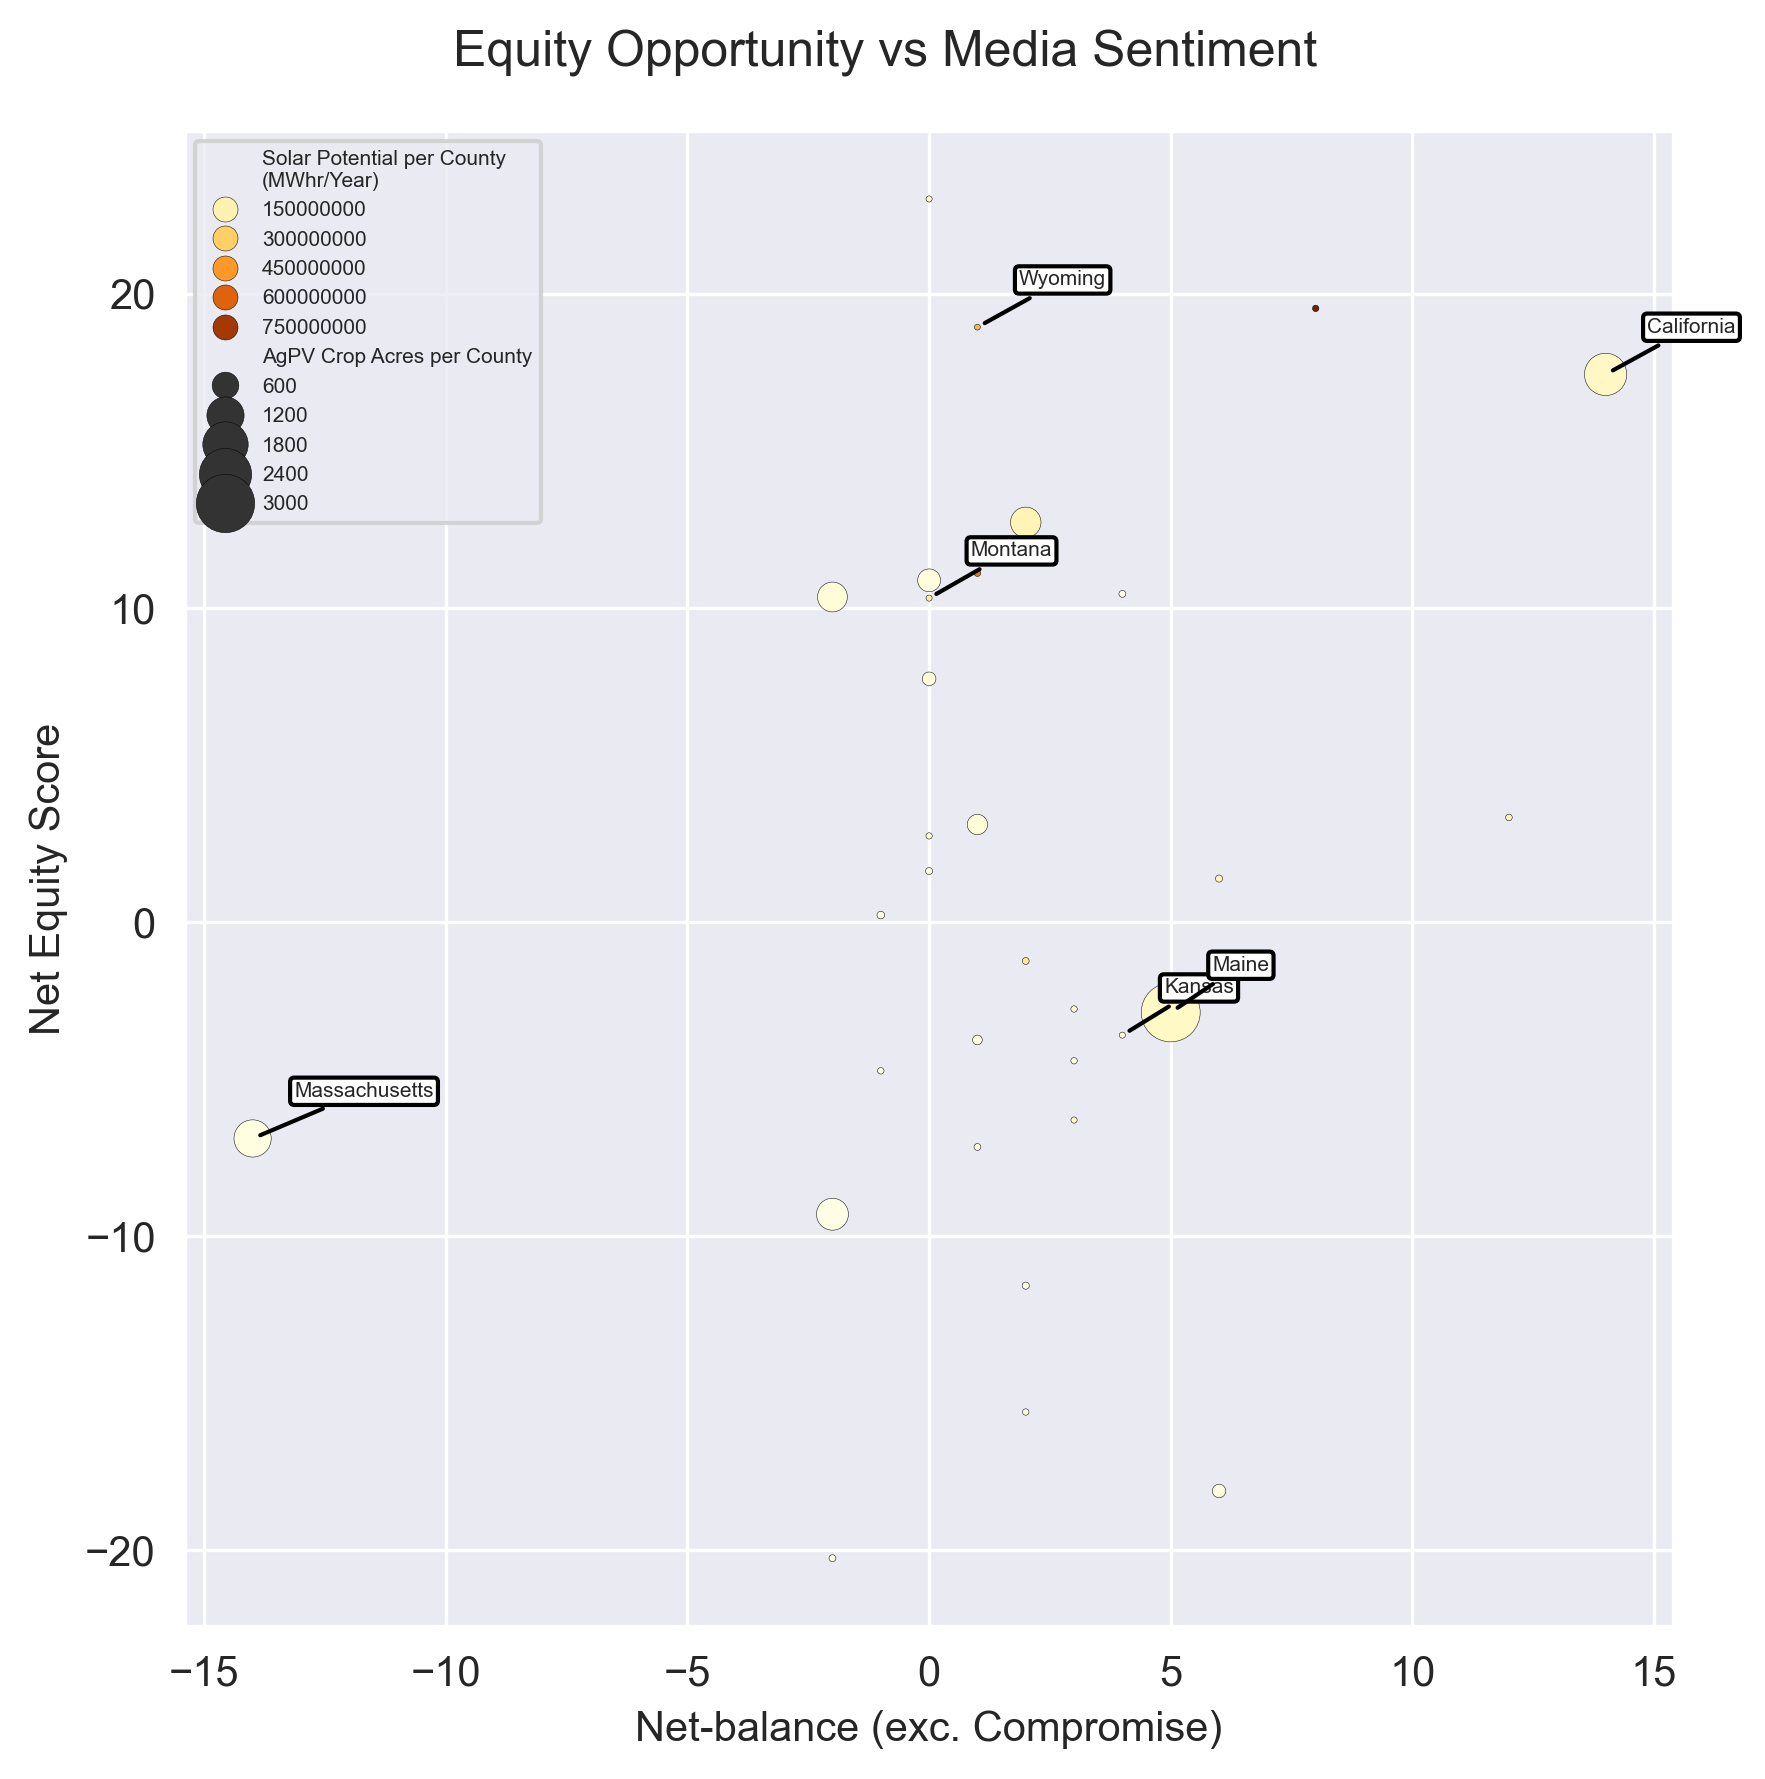 Equity Opportunity vs Media Sentiment
Solar Potential per County
(MWhr/Year)
150000000
300000000
450000000
600000000
750000000
AgPV Crop Acres per County
600
1200
1800
2400
3000
Wyoming
California
Montana
Maine
Kansas
Massachusetts
Net Equity Score
20
10
0
−10
−20
−15
−10
−5
0
5
10
15
Net-balance (exc. Compromise)